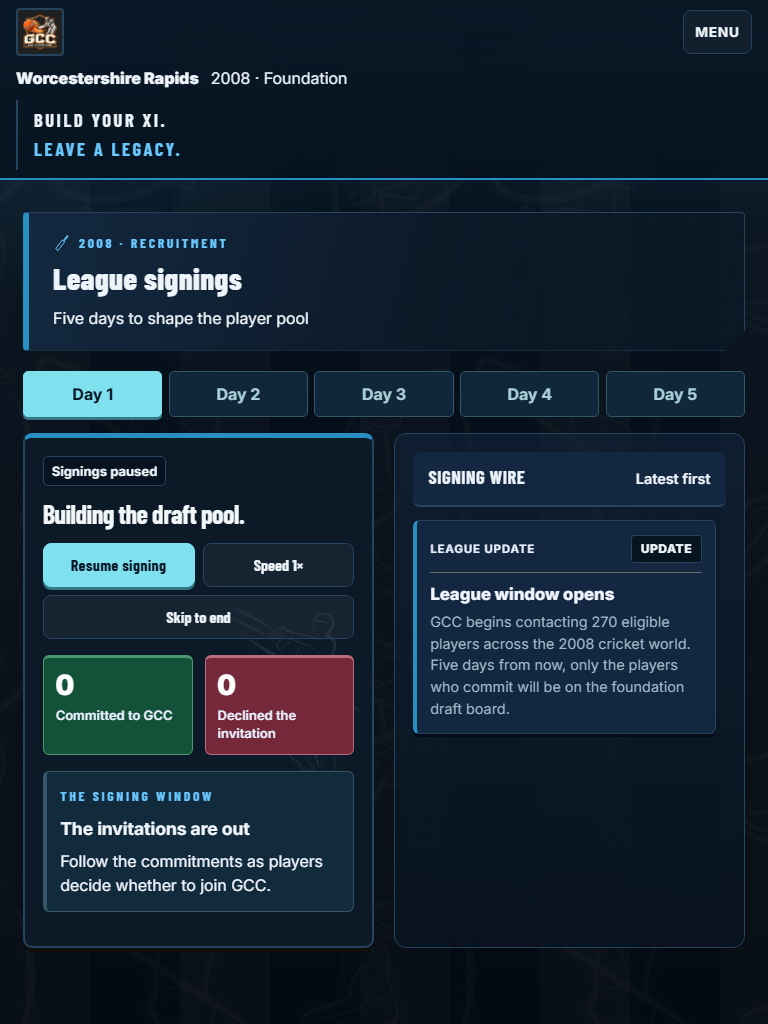 GCC
MENU
Worcestershire Rapids 2008 · Foundation
BUILD YOUR XI.
LEAVE A LEGACY.
2008 · RECRUITMENT
League signings
Five days to shape the player pool
Day 1
Day 2
Day 3
Day 4
Day 5
Signings paused
Building the draft pool.
Resume signing
Speed 1×
Skip to end
0
Committed to GCC
0
Declined the
invitation
THE SIGNING WINDOW
The invitations are out
Follow the commitments as players
decide whether to join GCC.
SIGNING WIRE
Latest first
LEAGUE UPDATE
UPDATE
League window opens
GCC begins contacting 270 eligible
players across the 2008 cricket world.
Five days from now, only the players
who commit will be on the foundation
draft board.